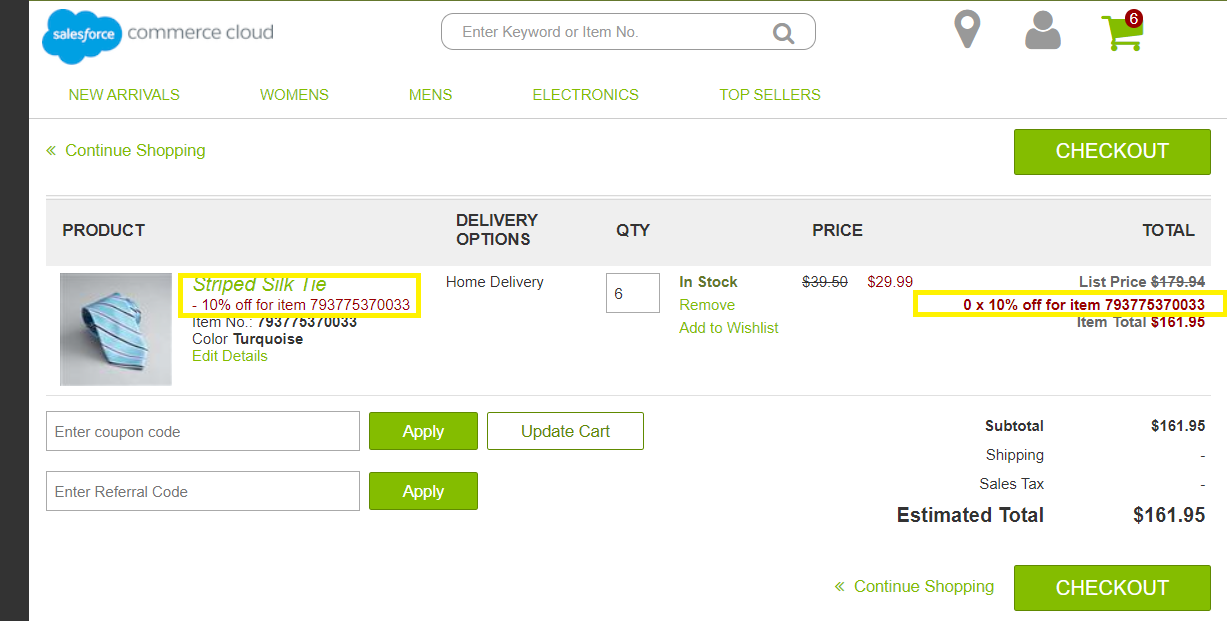 salesforce commerce cloud
Enter Keyword or Item No.
6
NEW ARRIVALS WOMENS MENS ELECTRONICS TOP SELLERS
« Continue Shopping
CHECKOUT
PRODUCT DELIVERY OPTIONS QTY PRICE TOTAL
Striped Silk Tie
- 10% off for item 793775370033
Item No.: 793775370033
Color Turquoise
Edit Details
Home Delivery
6
In Stock
Remove
Add to Wishlist
$39.50 $29.99
List Price $179.94
0 x 10% off for item 793775370033
Item Total $161.95
Enter coupon code Apply Update Cart
Enter Referral Code Apply
Subtotal $161.95
Shipping -
Sales Tax -
Estimated Total $161.95
« Continue Shopping CHECKOUT